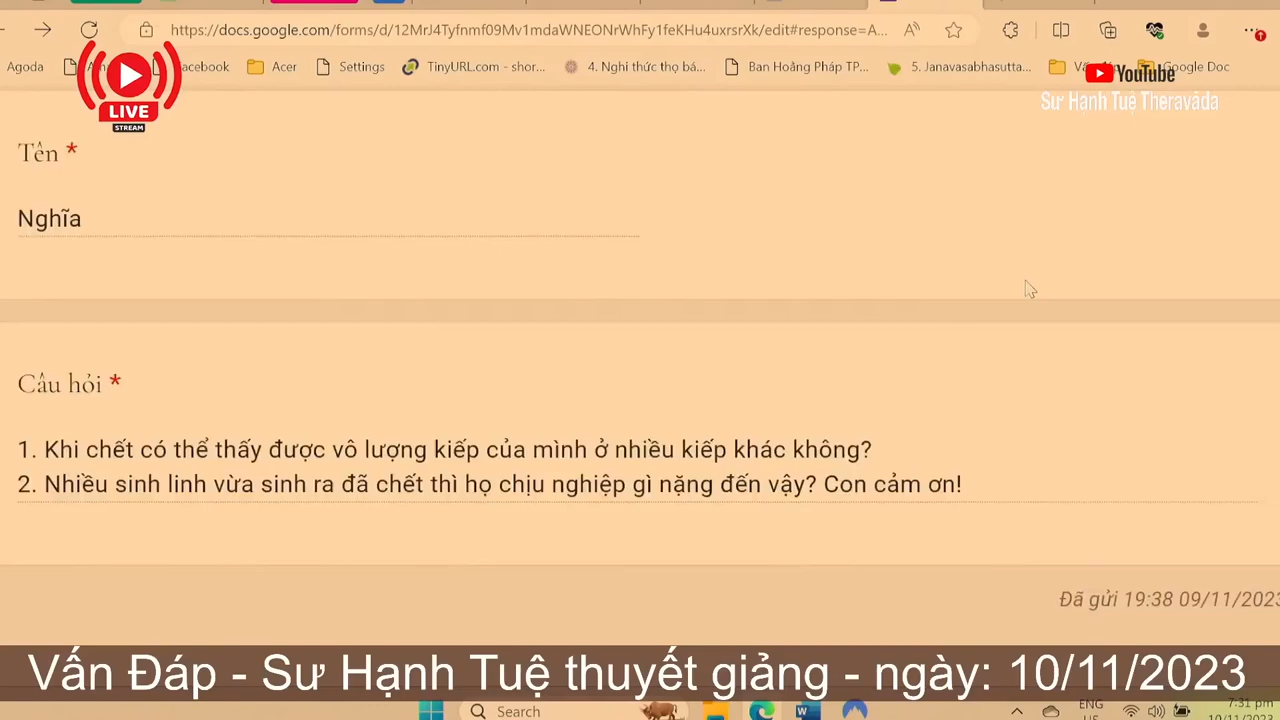 https://docs.google.com/forms/d/12MrJ4Tyfnmf09Mv1mdaWNEONrWhFy1feKHu4uxrsrXk/edit#response=A...
Agoda
acebook
Acer
Settings
TinyURL.com - shor...
4. Nghi thức thọ bá...
Ban Hoằng Pháp TP...
5. Janavasabhasutta...
Google Doc
LIVE
STREAM
YouTube
Sư Hạnh Tuệ Theravāda
Tên *
Nghĩa
Câu hỏi *
1. Khi chết có thể thấy được vô lượng kiếp của mình ở nhiều kiếp khác không?
2. Nhiều sinh linh vừa sinh ra đã chết thì họ chịu nghiệp gì nặng đến vậy? Con cảm ơn!
Đã gửi 19:38 09/11/2023
Vấn Đáp - Sư Hạnh Tuệ thuyết giảng - ngày: 10/11/2023
Search
ENG
7:31 pm